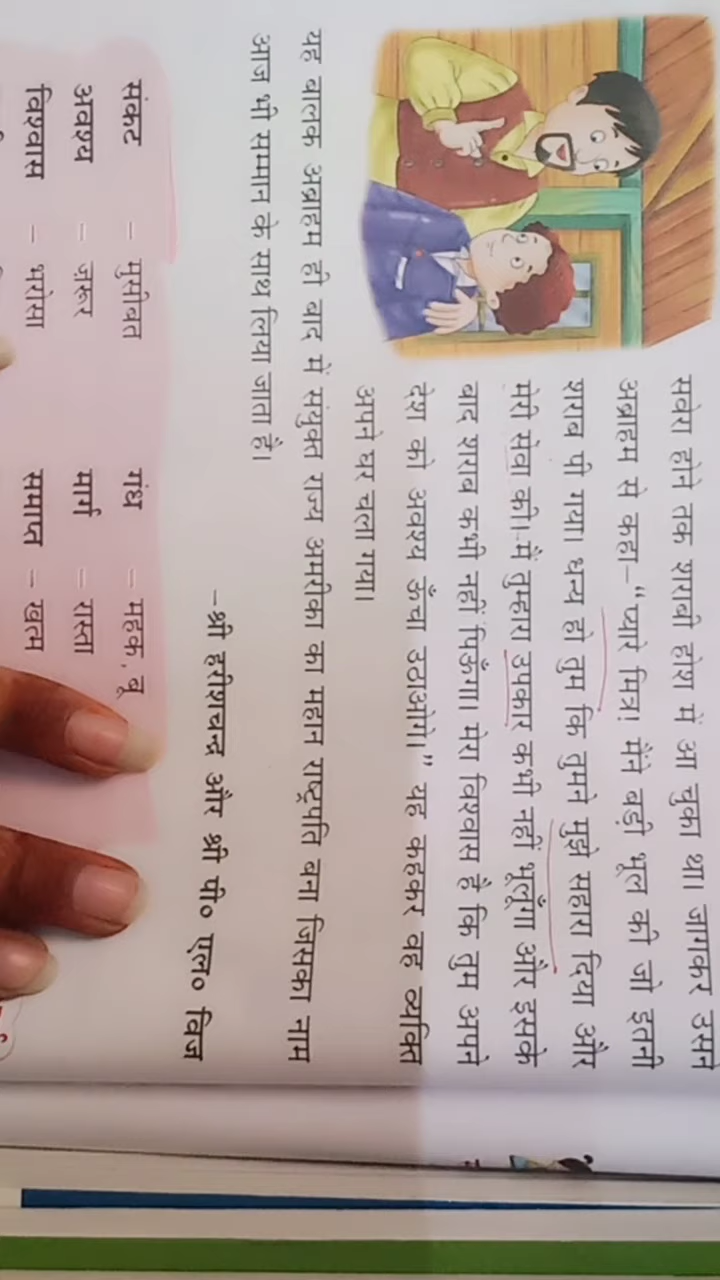 सवेरा होने तक शराबी होश में आ चुका था। जागकर उसने
अब्राहम से कहा–"प्यारे मित्र! मैंने बड़ी भूल की जो इतनी
शराब पी गया। धन्य हो तुम कि तुमने मुझे सहारा दिया और
मेरी सेवा की। मैं तुम्हारा उपकार कभी नहीं भूलूँगा और इसके
बाद शराब कभी नहीं पिऊँगा। मेरा विश्वास है कि तुम अपने
देश को अवश्य ऊँचा उठाओगे।" यह कहकर वह व्यक्ति
अपने घर चला गया।
यह बालक अब्राहम ही बाद में संयुक्त राज्य अमरीका का महान राष्ट्रपति बना जिसका नाम
आज भी सम्मान के साथ लिया जाता है।
–श्री हरीशचन्द्र और श्री पी० एल० विज
संकट – मुसीबत गंध – महक, बू
अवश्य – जरूर मार्ग – रास्ता
विश्वास – भरोसा समाप्त – खत्म